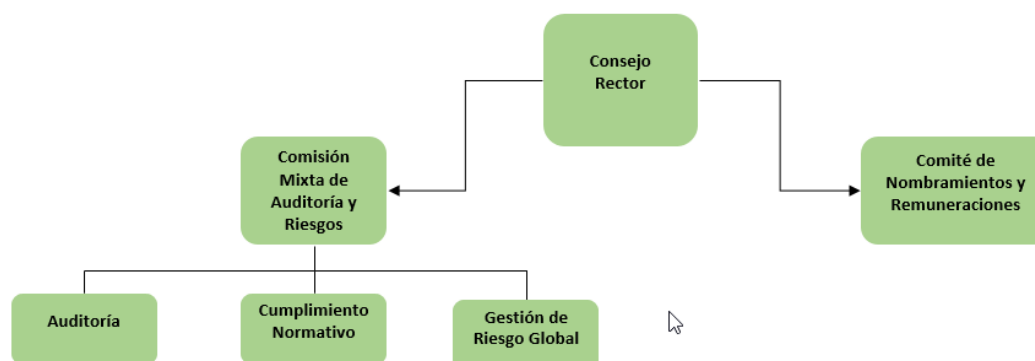 Consejo
Rector
Comisión
Mixta de
Auditoría y
Riesgos
Comité de
Nombramientos y
Remuneraciones
Auditoría
Cumplimiento
Normativo
Gestión de
Riesgo Global